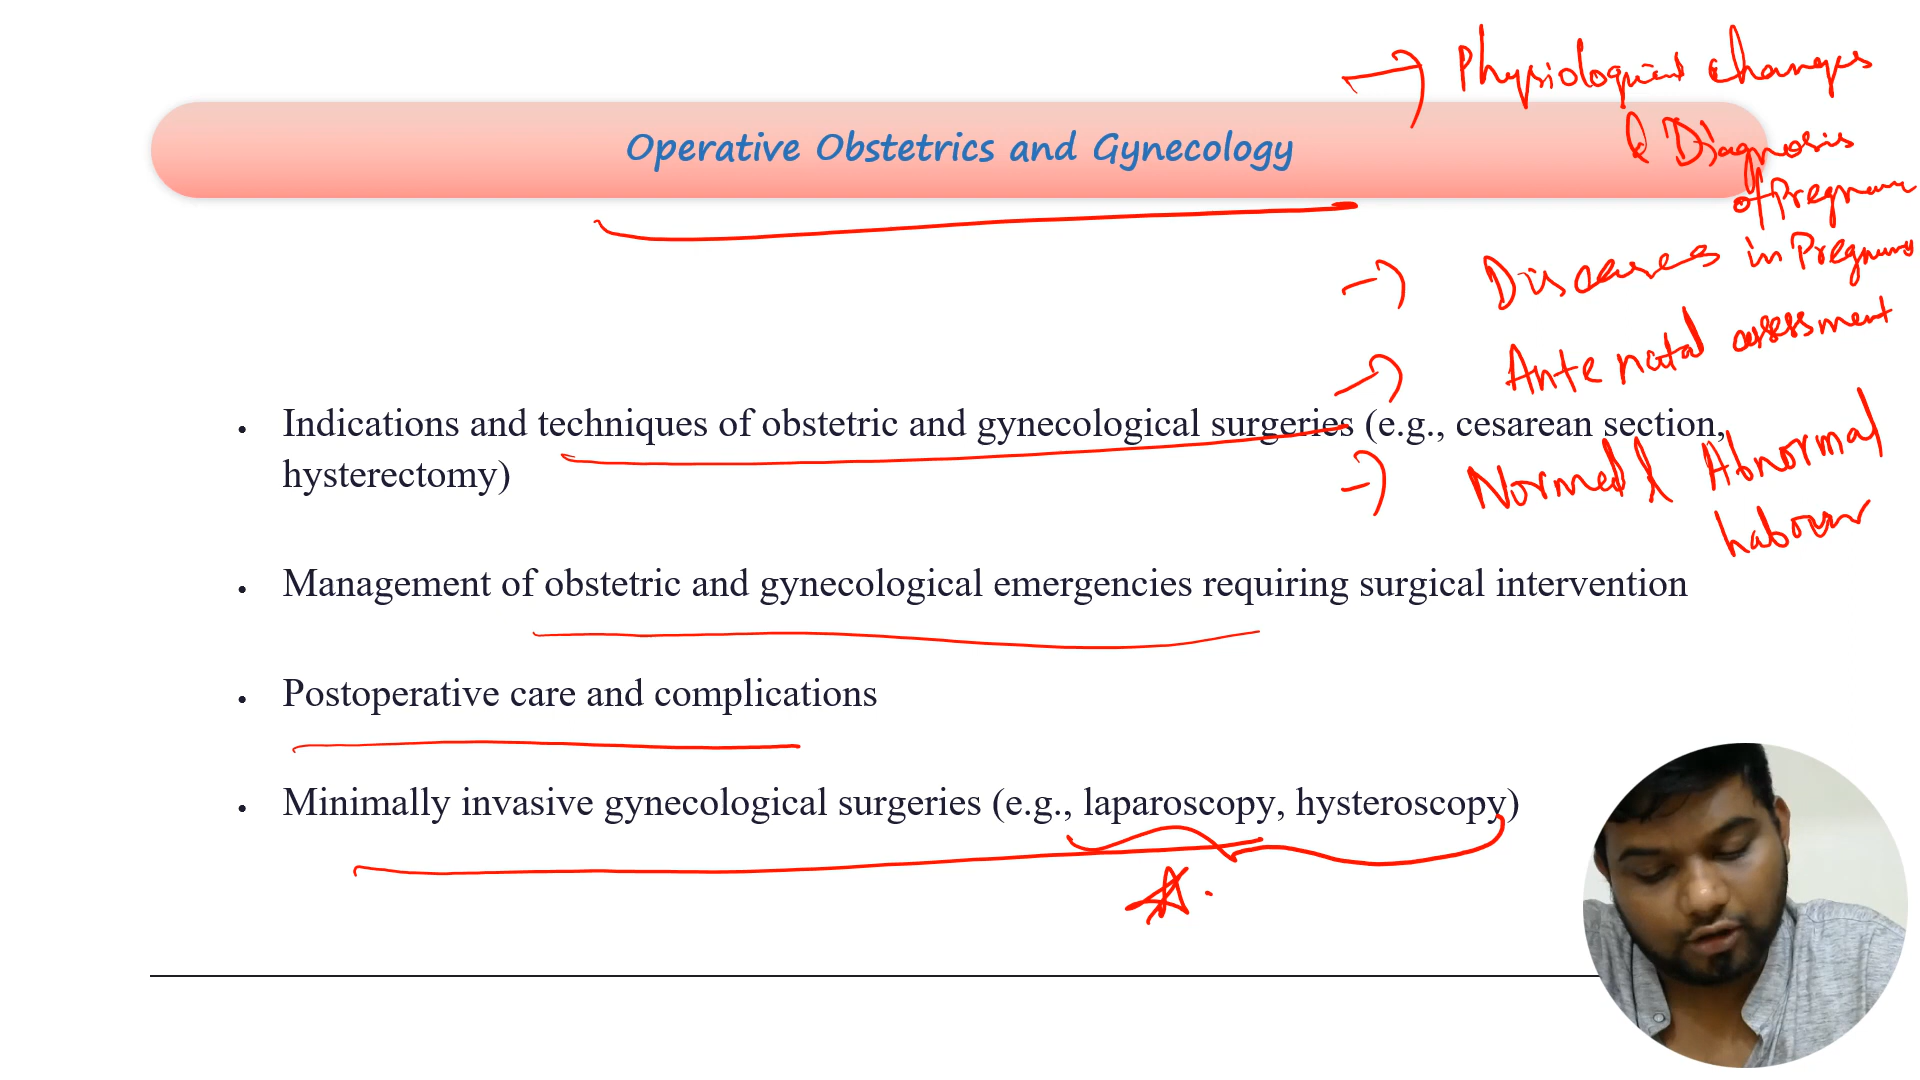 Physiological changes
& Diagnosis
of Pregnancy
Operative Obstetrics and Gynecology
Diseases in Pregnancy
Ante natal assessment
• Indications and techniques of obstetric and gynecological surgeries (e.g., cesarean section,
hysterectomy)
Normal & Abnormal
labour
• Management of obstetric and gynecological emergencies requiring surgical intervention
• Postoperative care and complications
• Minimally invasive gynecological surgeries (e.g., laparoscopy, hysteroscopy)